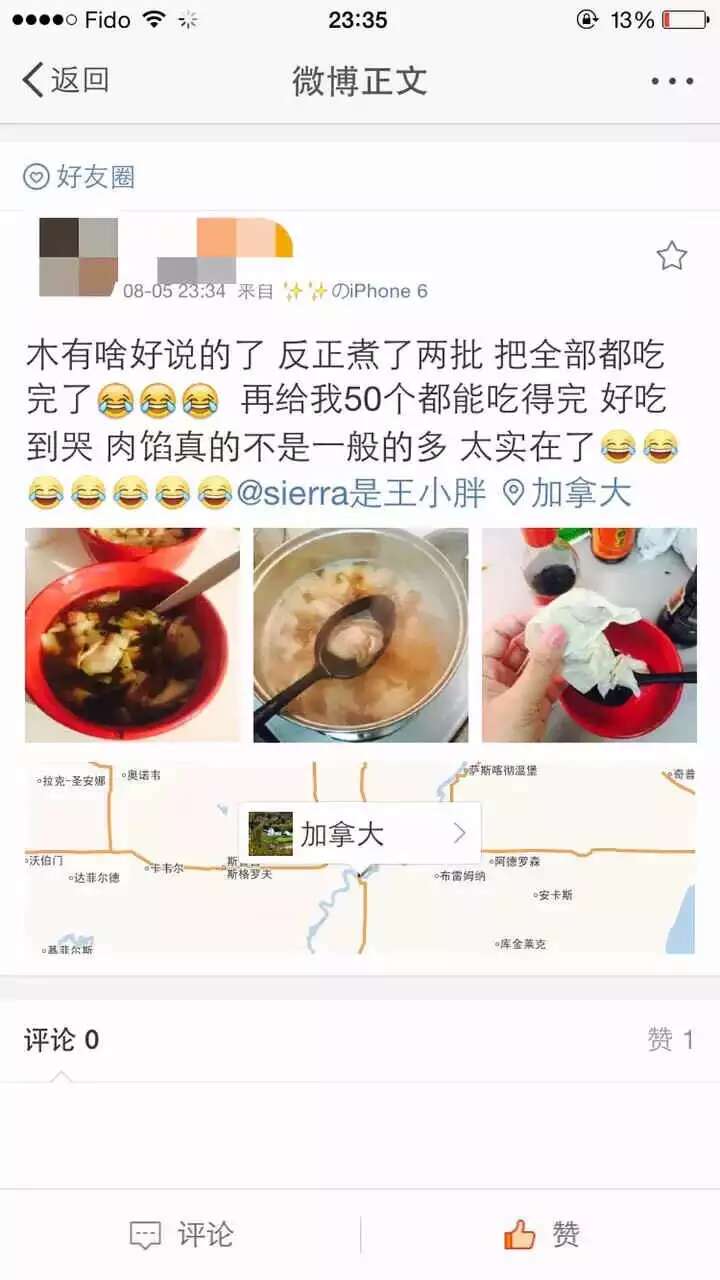 Fido 23:35 13%
返回 微博正文
好友圈
08-05 23:34 来自 ✨✨のiPhone 6
木有啥好说的了 反正煮了两批 把全部都吃
完了😂😂😂 再给我50个都能吃得完 好吃
到哭 肉馅真的不是一般的多 太实在了😂😂
😂😂😂😂😂@sierra是王小胖 加拿大
拉克-圣安娜 奥诺韦 萨斯喀彻温堡 奇普
加拿大
沃伯门 卡韦尔 阿德罗森
达菲尔德 斯格罗夫 布雷姆纳
安卡斯
基菲尔斯 库金莱克
评论 0 赞 1
评论 赞